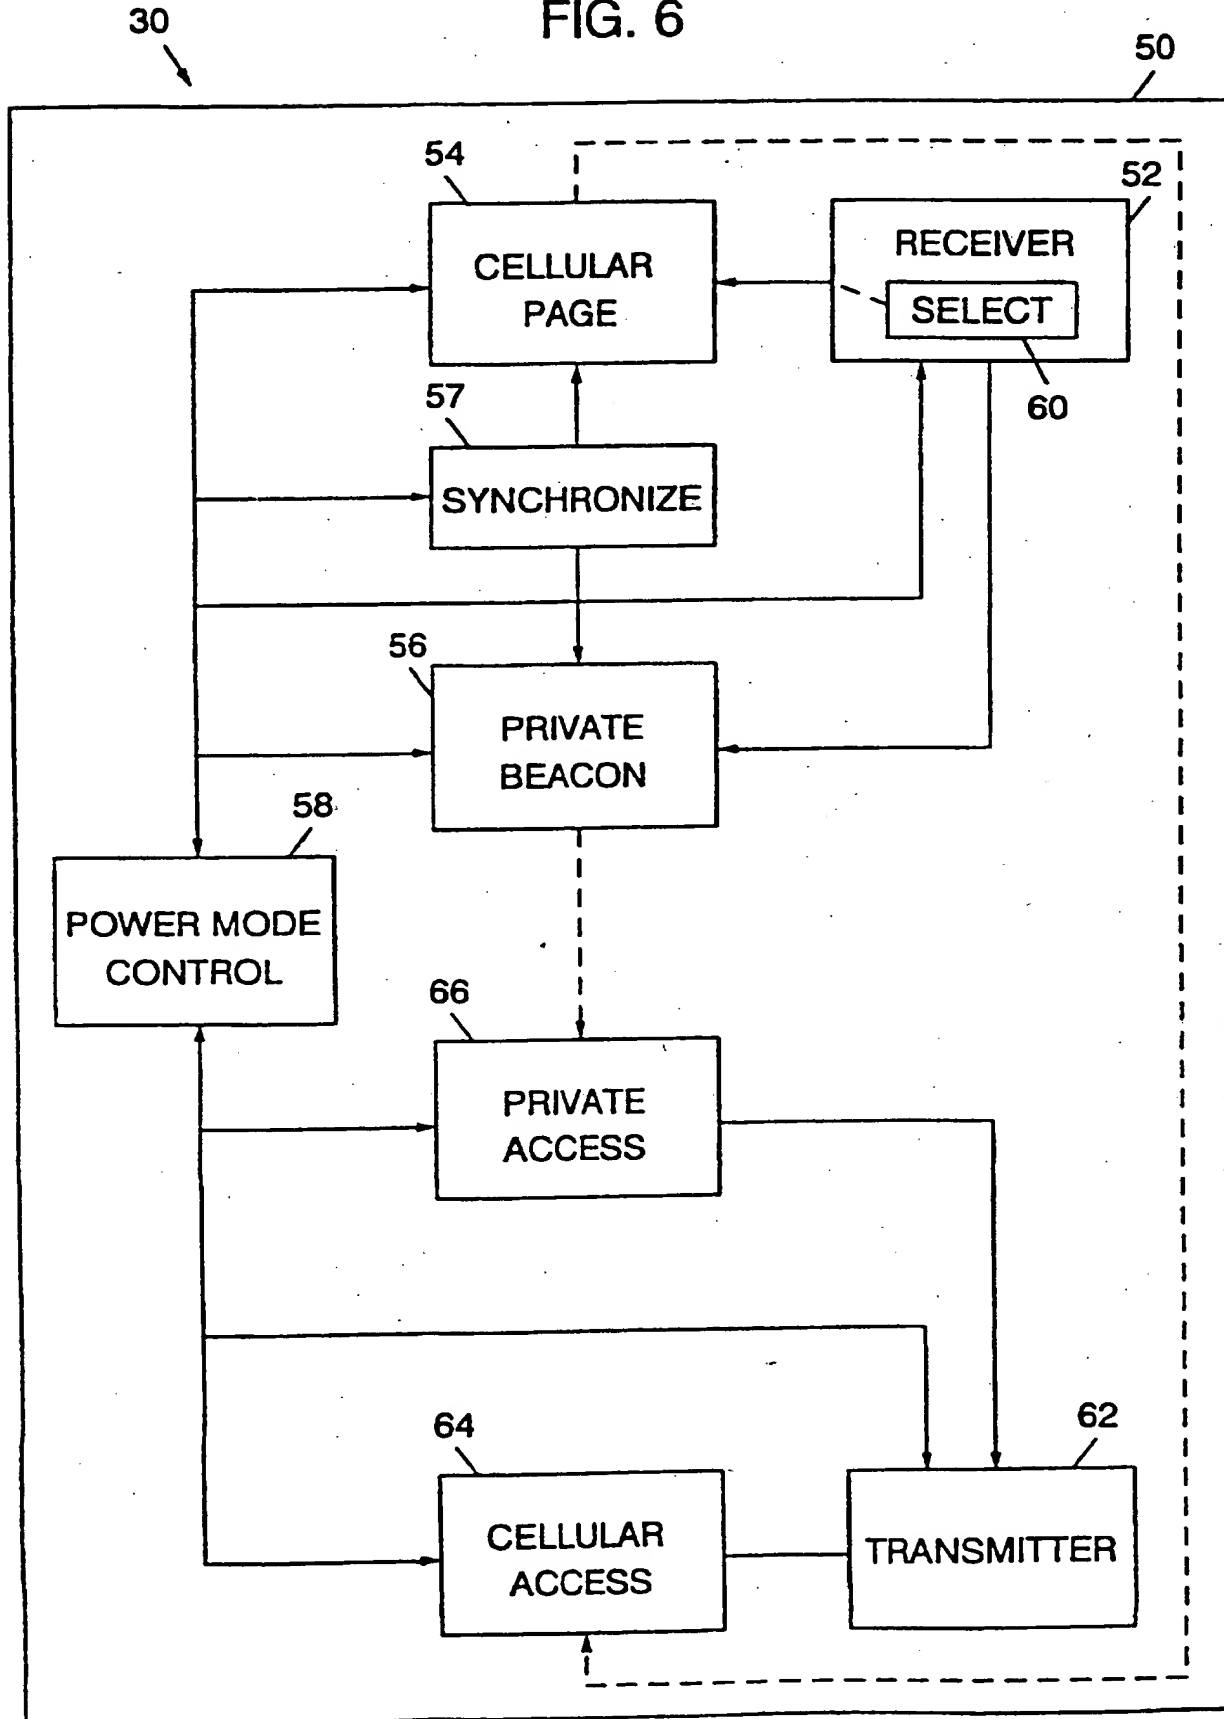 FIG. 6
30
50
54
52
CELLULAR
PAGE
RECEIVER
SELECT
60
57
SYNCHRONIZE
56
PRIVATE
BEACON
58
POWER MODE
CONTROL
66
PRIVATE
ACCESS
64
62
CELLULAR
ACCESS
TRANSMITTER